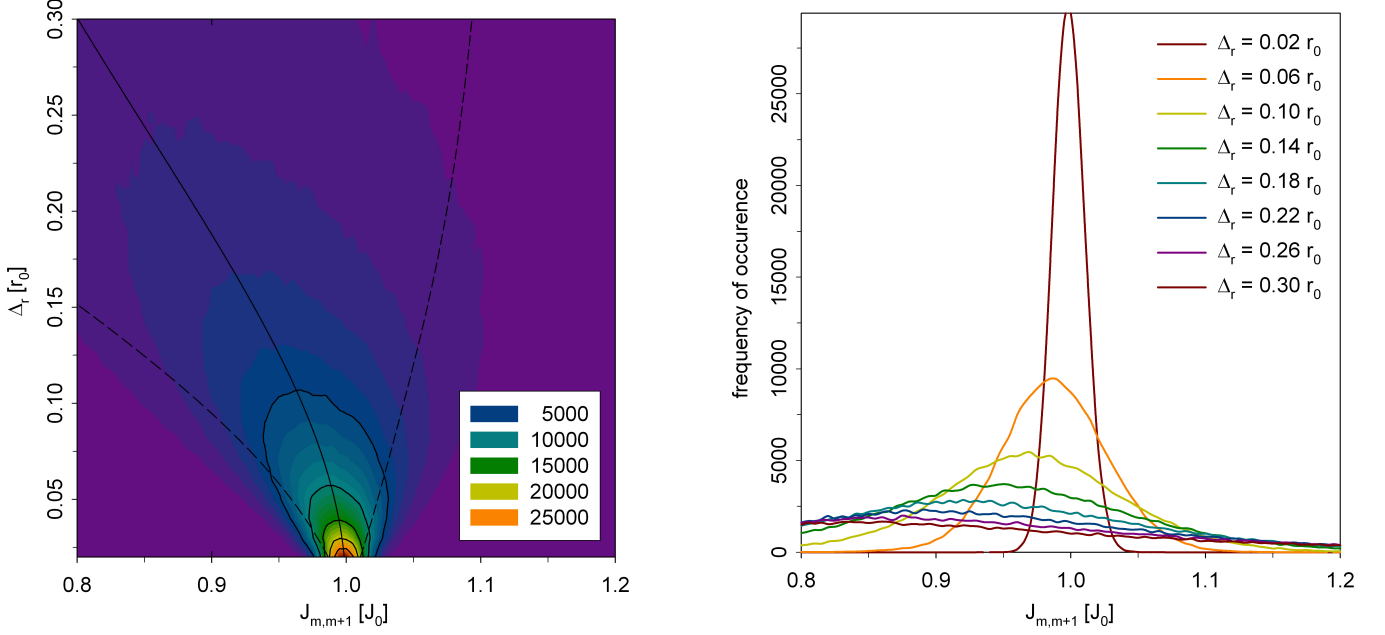 0.30
0.25
0.20
0.15
0.10
0.05
Δr [r0]
0.8 0.9 1.0 1.1 1.2
Jm,m+1 [J0]
5000
10000
15000
20000
25000
25000
20000
15000
10000
5000
0
frequency of occurence
0.8 0.9 1.0 1.1 1.2
Jm,m+1 [J0]
Δr = 0.02 r0
Δr = 0.06 r0
Δr = 0.10 r0
Δr = 0.14 r0
Δr = 0.18 r0
Δr = 0.22 r0
Δr = 0.26 r0
Δr = 0.30 r0